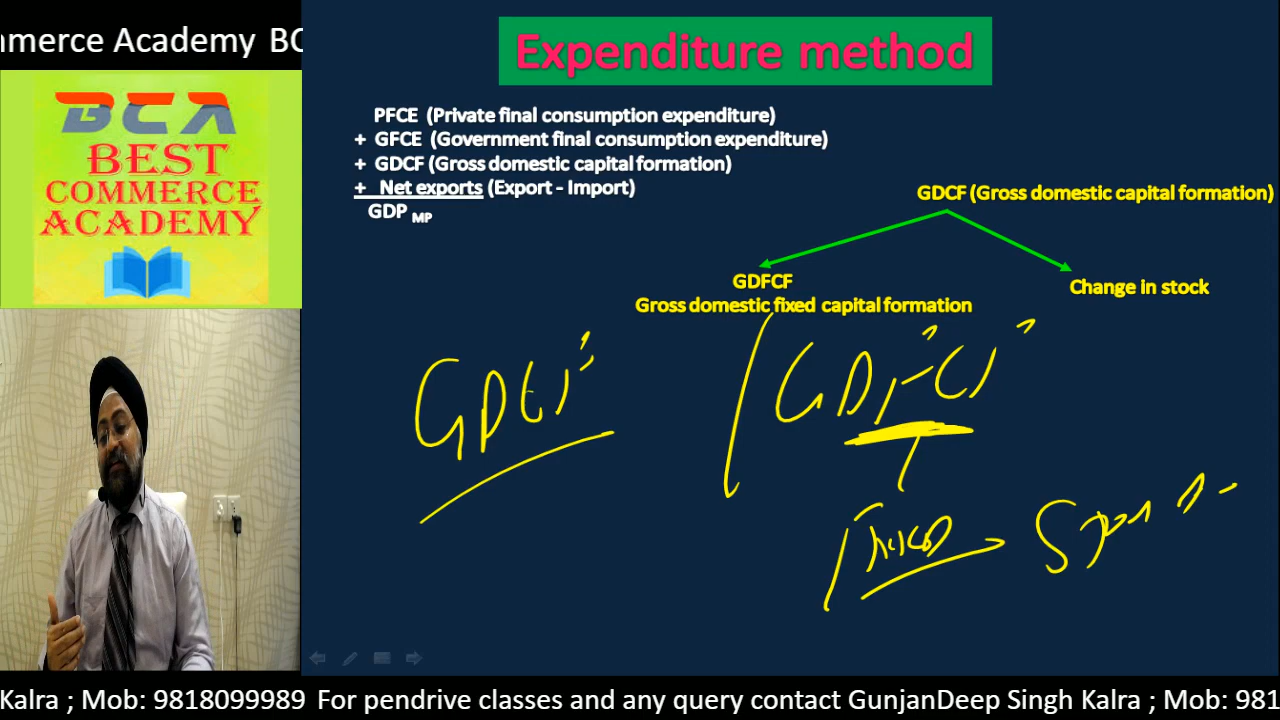 mmerce Academy BC
BCA
BEST
COMMERCE
ACADEMY
Expenditure method
PFCE (Private final consumption expenditure)
+ GFCE (Government final consumption expenditure)
+ GDCF (Gross domestic capital formation)
+ Net exports (Export - Import)
GDP MP
GDCF (Gross domestic capital formation)
GDFCF
Gross domestic fixed capital formation
Change in stock
GDCF
GDFCF
Fixed
Kalra ; Mob: 9818099989 For pendrive classes and any query contact GunjanDeep Singh Kalra ; Mob: 981